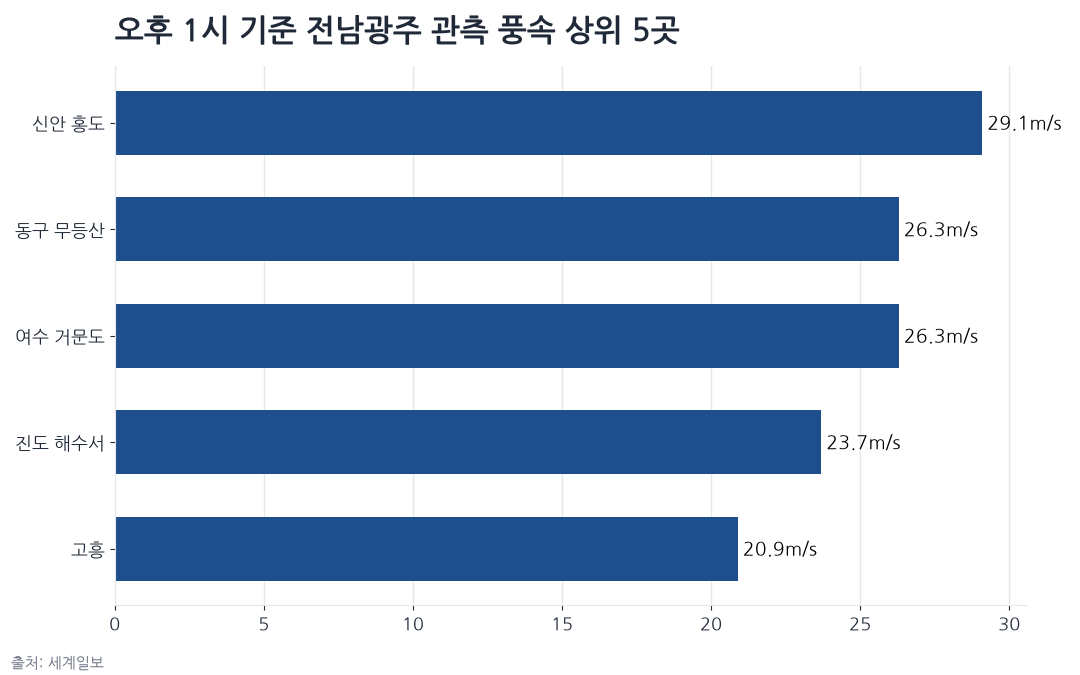 오후 1시 기준 전남광주 관측 풍속 상위 5곳
신안 홍도 29.1m/s
동구 무등산 26.3m/s
여수 거문도 26.3m/s
진도 해수서 23.7m/s
고흥 20.9m/s
0 5 10 15 20 25 30
출처: 세계일보